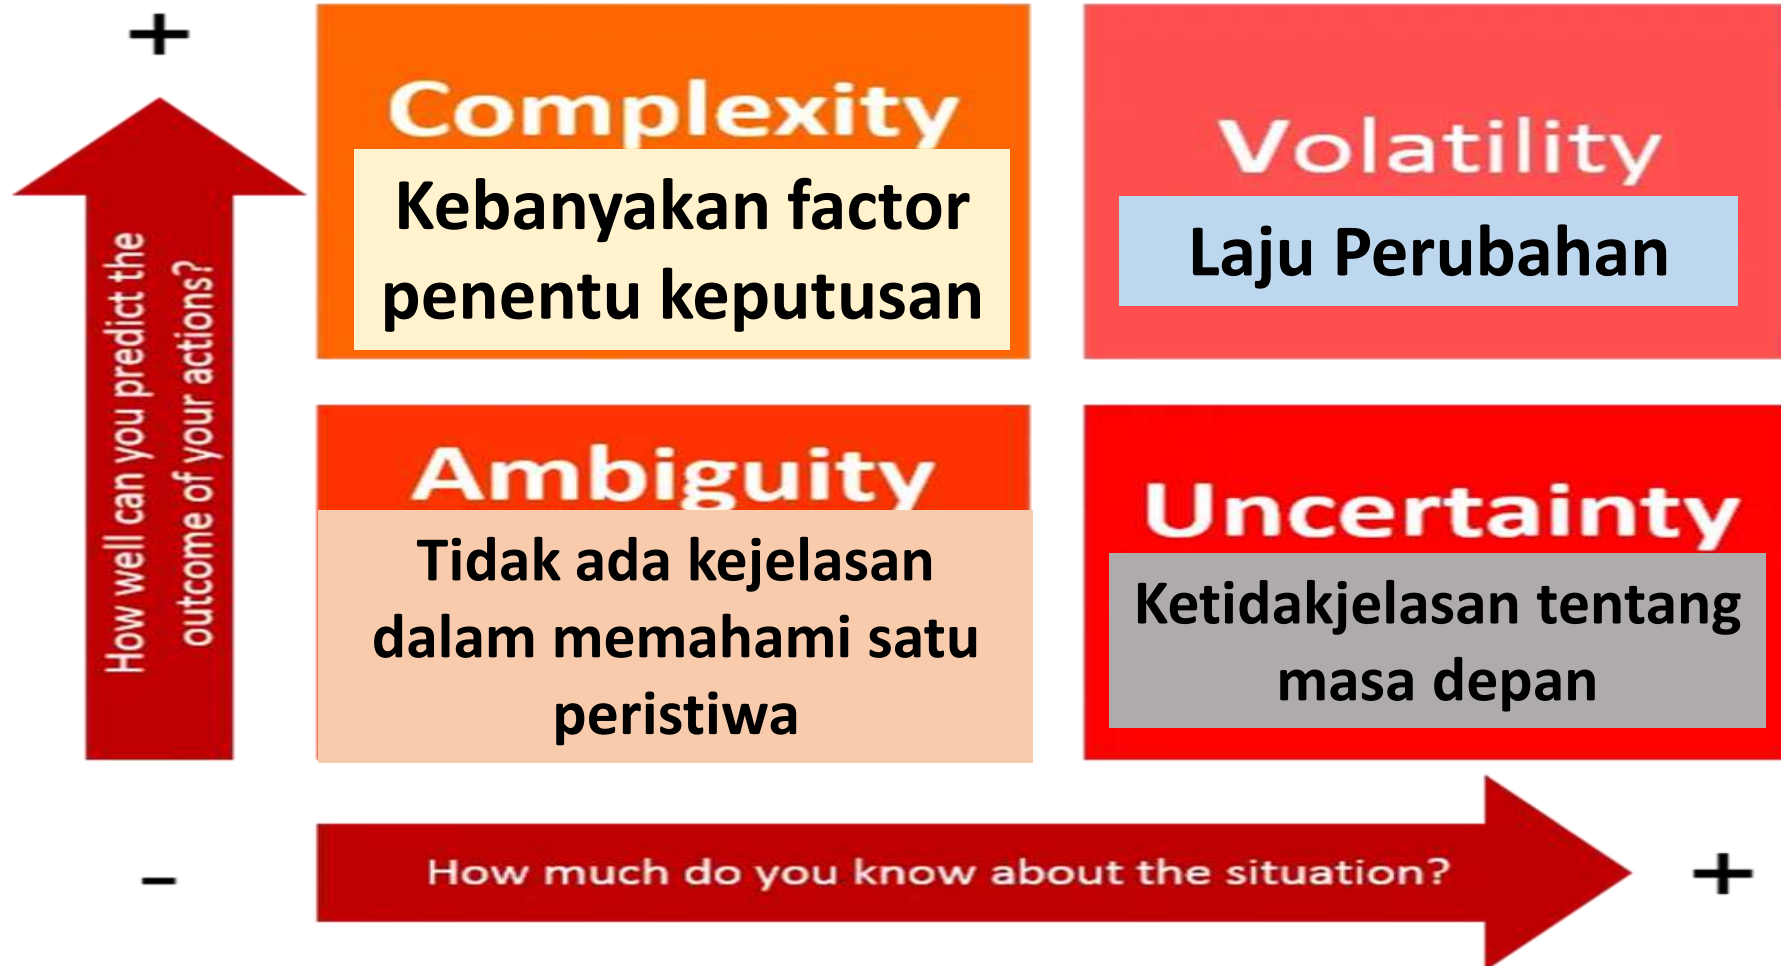 +
Complexity
Kebanyakan factor
penentu keputusan
Volatility
Laju Perubahan
How well can you predict the
outcome of your actions?
Ambiguity
Tidak ada kejelasan
dalam memahami satu
peristiwa
Uncertainty
Ketidakjelasan tentang
masa depan
-
How much do you know about the situation?
+